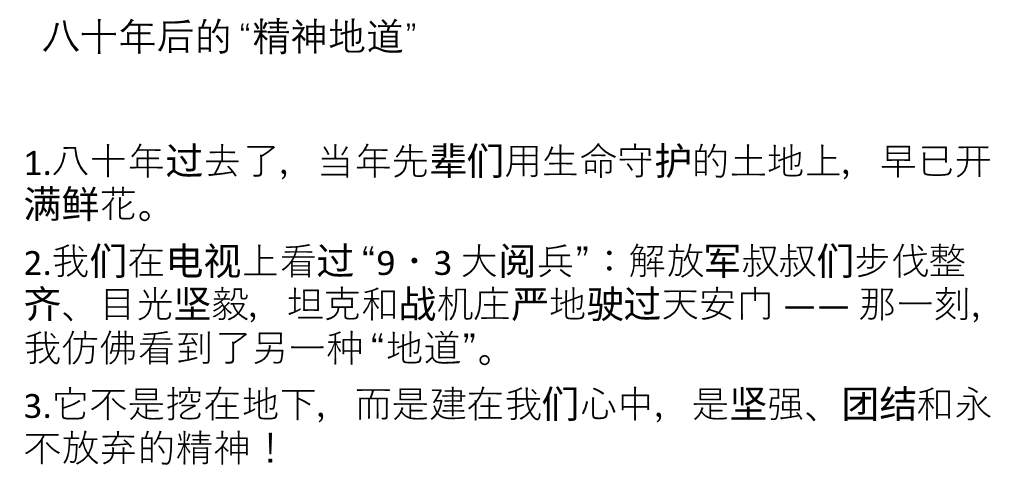 八十年后的“精神地道”
1.八十年过去了，当年先辈们用生命守护的土地上，早已开
满鲜花。
2.我们在电视上看过“9·3 大阅兵”：解放军叔叔们步伐整
齐、目光坚毅，坦克和战机庄严地驶过天安门 —— 那一刻，
我仿佛看到了另一种“地道”。
3.它不是挖在地下，而是建在我们心中，是坚强、团结和永
不放弃的精神！